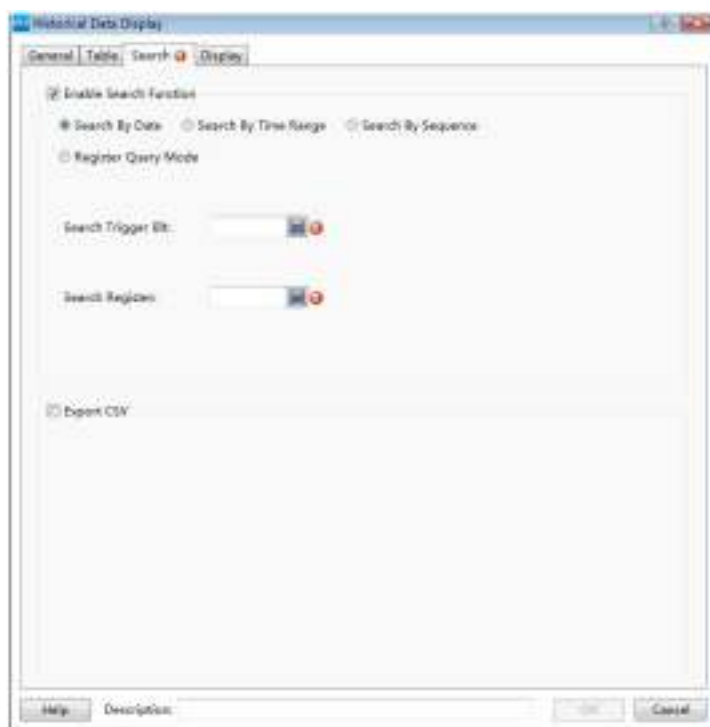 Historical Data Display
General Table Search Display
Enable Search Function
Search By Date Search By Time Range Search By Sequence
Register Query Mode
Search Trigger Bit:
Search Register:
Export CSV
Help Description: OK Cancel